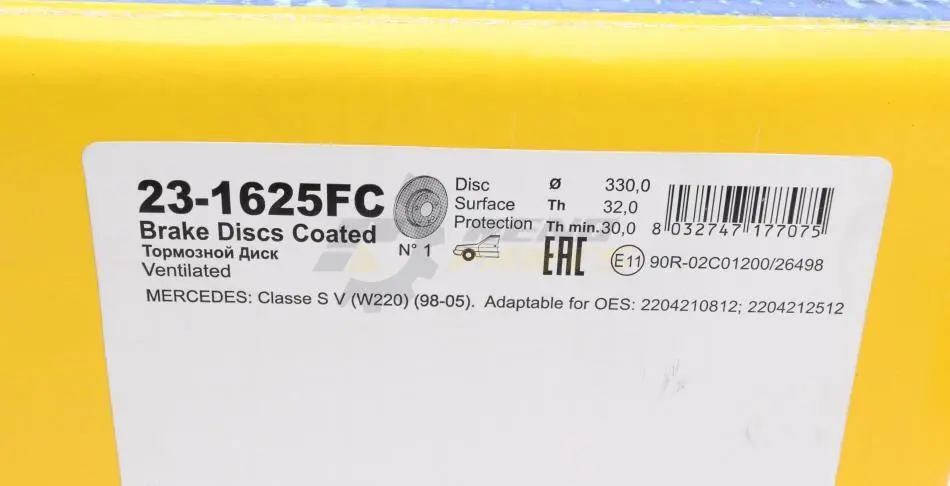 23-1625FC
Brake Discs Coated
Тормозной Диск
Ventilated
N° 1
Disc
Surface
Protection
Ø 330,0
Th 32,0
Th min. 30,0
8 032747 177075
EAC
E11 90R-02C01200/26498
MERCEDES: Classe S V (W220) (98-05). Adaptable for OES: 2204210812; 2204212512